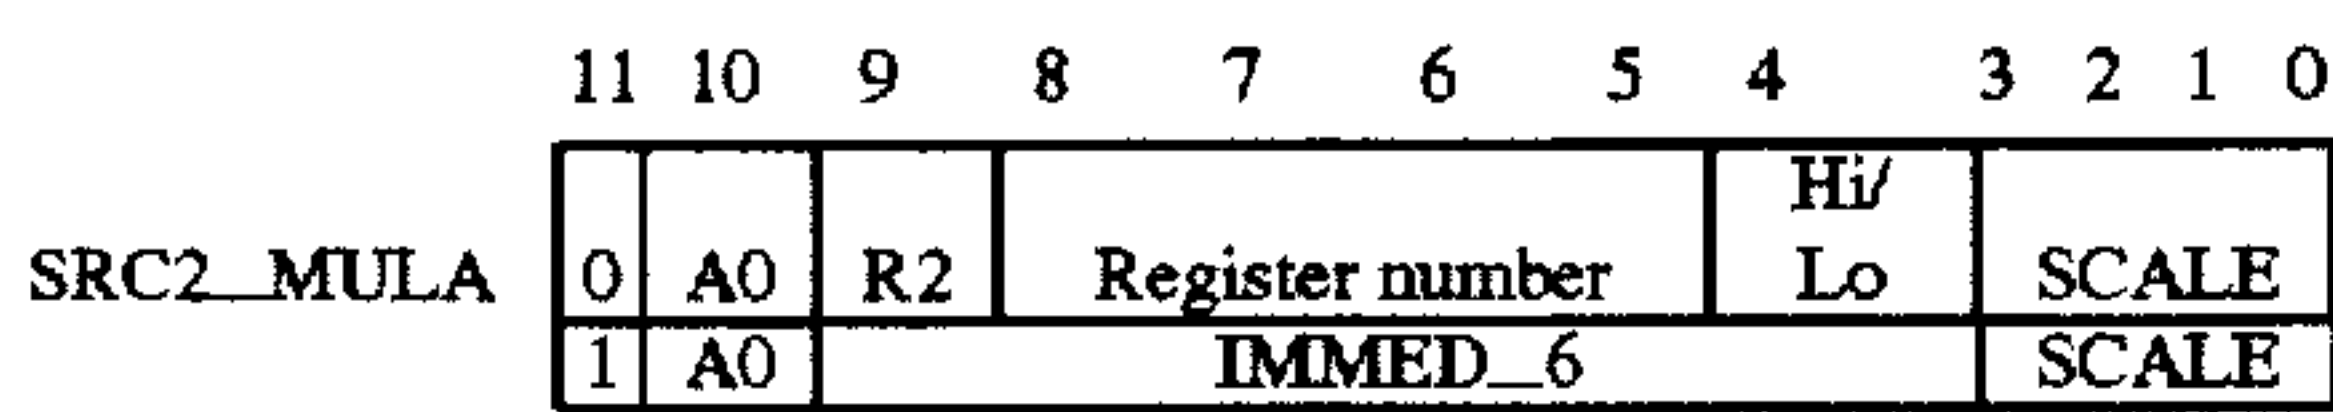 11 10 9 8 7 6 5 4 3 2 1 0
Hi/
SRC2_MULA 0 A0 R2 Register number Lo SCALE
1 A0 IMMED_6 SCALE